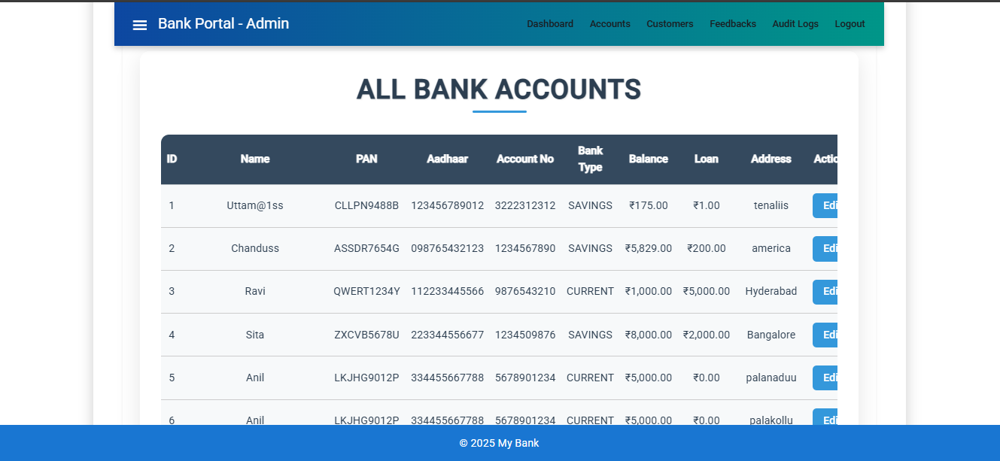 Bank Portal - Admin Dashboard Accounts Customers Feedbacks Audit Logs Logout
ALL BANK ACCOUNTS
ID Name PAN Aadhaar Account No Bank Type Balance Loan Address Actio
1 Uttam@1ss CLLPN9488B 123456789012 3222312312 SAVINGS ₹175.00 ₹1.00 tenaliis Edi
2 Chanduss ASSDR7654G 098765432123 1234567890 SAVINGS ₹5,829.00 ₹200.00 america Edi
3 Ravi QWERT1234Y 112233445566 9876543210 CURRENT ₹1,000.00 ₹5,000.00 Hyderabad Edi
4 Sita ZXCVB5678U 223344556677 1234509876 SAVINGS ₹8,000.00 ₹2,000.00 Bangalore Edi
5 Anil LKJHG9012P 334455667788 5678901234 CURRENT ₹5,000.00 ₹0.00 palanaduu Edi
6 Anil LKJHG9012P 334455667788 5678901234 CURRENT ₹5,000.00 ₹0.00 palakollu Edi
© 2025 My Bank